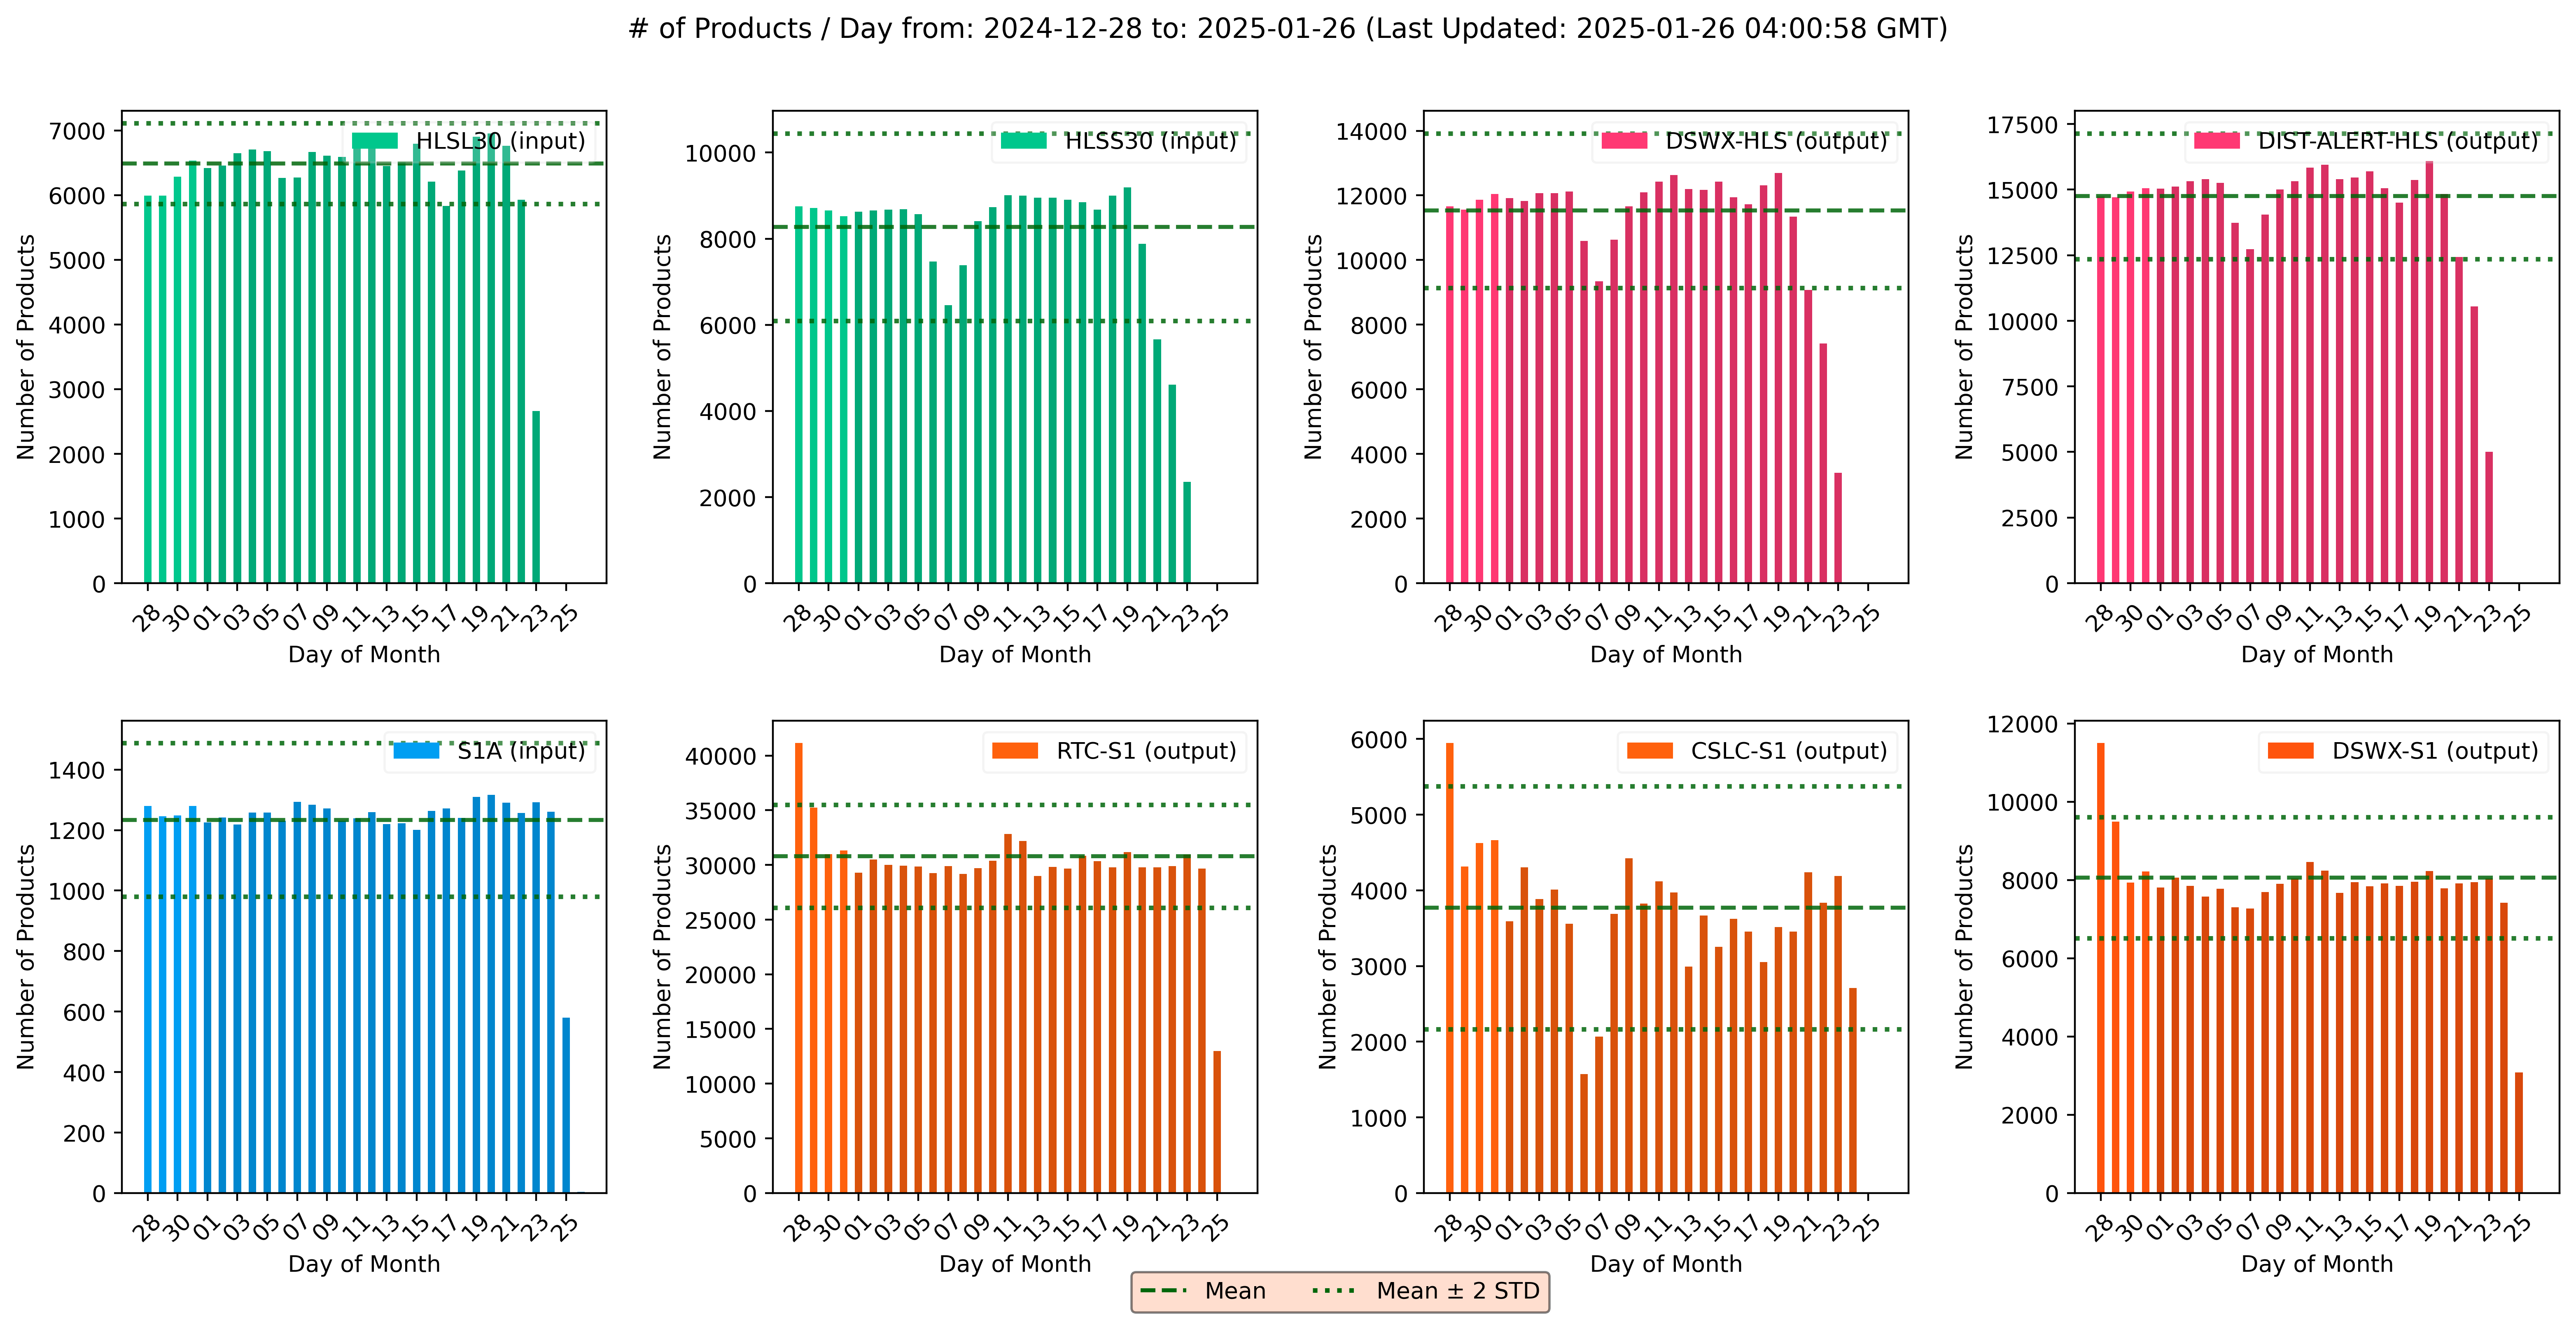 # of Products / Day from: 2024-12-28 to: 2025-01-26 (Last Updated: 2025-01-26 04:00:58 GMT)
HLSL30 (input)
Number of Products
7000
6000
5000
4000
3000
2000
1000
0
28 30 01 03 05 07 09 11 13 15 17 19 21 23 25
Day of Month
HLSS30 (input)
Number of Products
10000
8000
6000
4000
2000
0
28 30 01 03 05 07 09 11 13 15 17 19 21 23 25
Day of Month
DSWX-HLS (output)
Number of Products
14000
12000
10000
8000
6000
4000
2000
0
28 30 01 03 05 07 09 11 13 15 17 19 21 23 25
Day of Month
DIST-ALERT-HLS (output)
Number of Products
17500
15000
12500
10000
7500
5000
2500
0
28 30 01 03 05 07 09 11 13 15 17 19 21 23 25
Day of Month
S1A (input)
Number of Products
1400
1200
1000
800
600
400
200
0
28 30 01 03 05 07 09 11 13 15 17 19 21 23 25
Day of Month
RTC-S1 (output)
Number of Products
40000
35000
30000
25000
20000
15000
10000
5000
0
28 30 01 03 05 07 09 11 13 15 17 19 21 23 25
Day of Month
CSLC-S1 (output)
Number of Products
6000
5000
4000
3000
2000
1000
0
28 30 01 03 05 07 09 11 13 15 17 19 21 23 25
Day of Month
DSWX-S1 (output)
Number of Products
12000
10000
8000
6000
4000
2000
0
28 30 01 03 05 07 09 11 13 15 17 19 21 23 25
Day of Month
Mean
Mean ± 2 STD